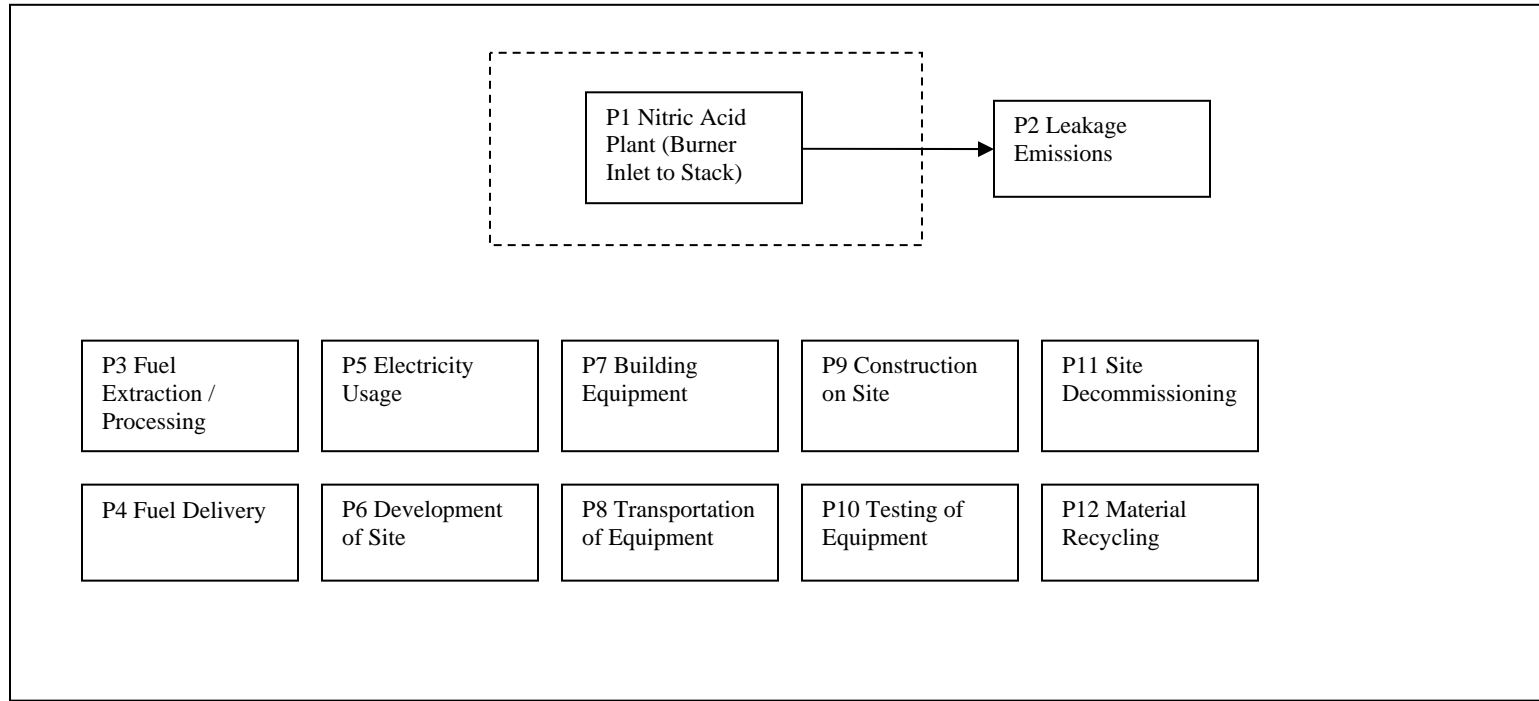 P1 Nitric Acid
Plant (Burner
Inlet to Stack)
P2 Leakage
Emissions
P3 Fuel
Extraction /
Processing
P5 Electricity
Usage
P7 Building
Equipment
P9 Construction
on Site
P11 Site
Decommissioning
P4 Fuel Delivery
P6 Development
of Site
P8 Transportation
of Equipment
P10 Testing of
Equipment
P12 Material
Recycling